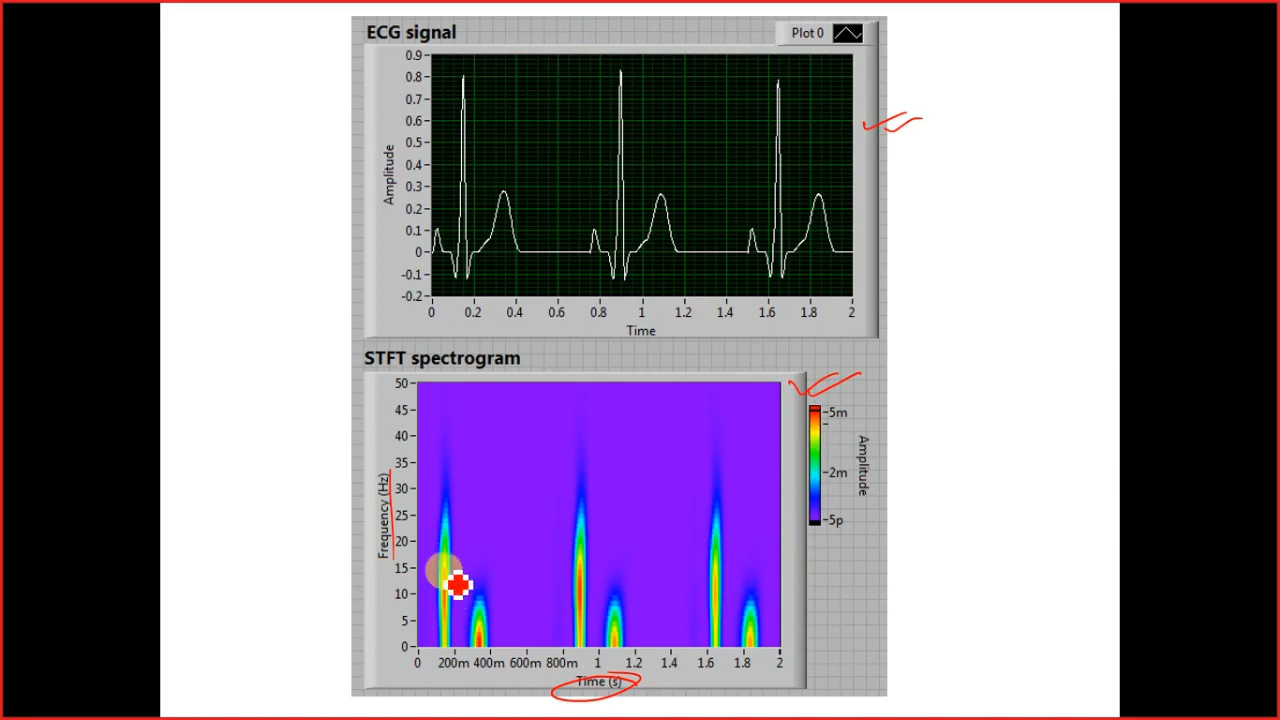 ECG signal
Plot 0
0.9
0.8
0.7
0.6
0.5
0.4
0.3
0.2
0.1
0
-0.1
-0.2
Amplitude
0 0.2 0.4 0.6 0.8 1 1.2 1.4 1.6 1.8 2
Time
STFT spectrogram
50
45
40
35
30
25
20
15
10
5
0
Frequency (Hz)
0 200m 400m 600m 800m 1 1.2 1.4 1.6 1.8 2
Time (s)
-5m
-2m
-5p
Amplitude